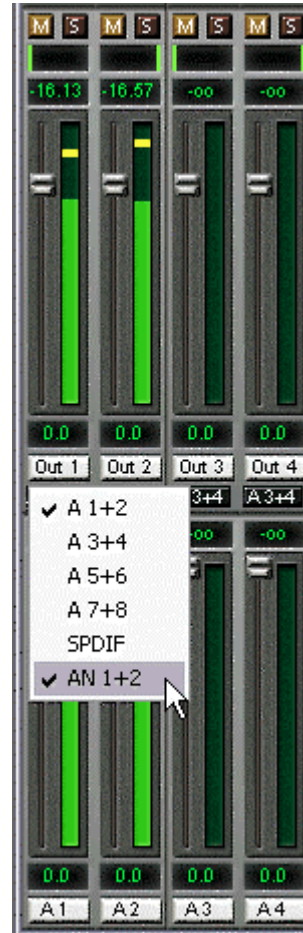 M S M S M S M S
-16.13 -16.57 -oo -oo
0.0 0.0 0.0 0.0
Out 1 Out 2 Out 3 Out 4
3+4 A 3+4
A 1+2
A 3+4
A 5+6
A 7+8
SPDIF
AN 1+2
-oo -oo
0.0 0.0 0.0 0.0
A 1 A 2 A 3 A 4